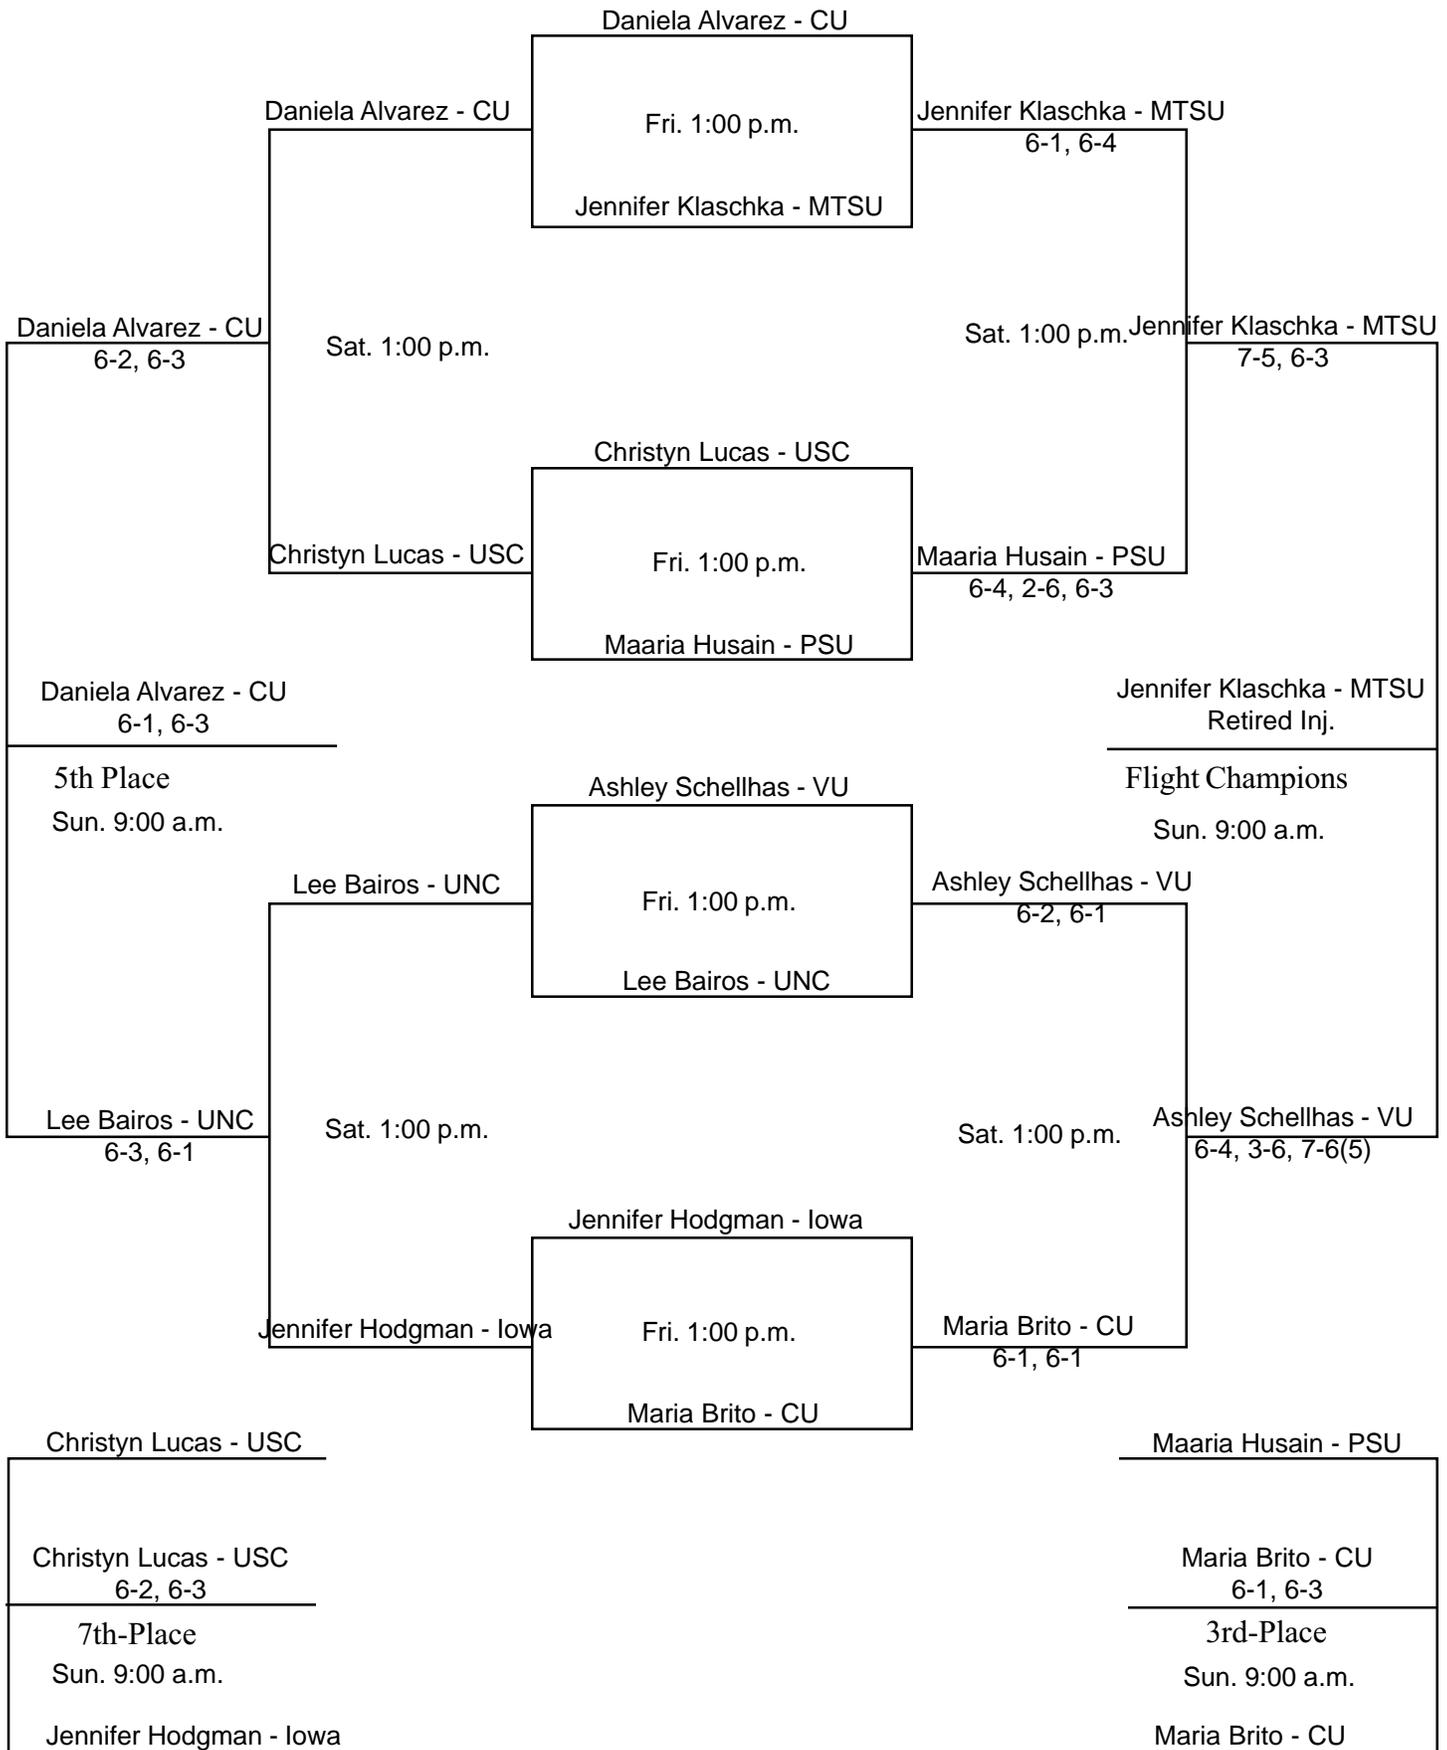 Daniela Alvarez - CU
Daniela Alvarez - CU
Fri. 1:00 p.m.
Jennifer Klaschka - MTSU
6-1, 6-4
Jennifer Klaschka - MTSU
Daniela Alvarez - CU
6-2, 6-3
Sat. 1:00 p.m.
Sat. 1:00 p.m.
Jennifer Klaschka - MTSU
7-5, 6-3
Christyn Lucas - USC
Christyn Lucas - USC
Fri. 1:00 p.m.
Maaria Husain - PSU
6-4, 2-6, 6-3
Maaria Husain - PSU
Daniela Alvarez - CU
6-1, 6-3
5th Place
Sun. 9:00 a.m.
Jennifer Klaschka - MTSU
Retired Inj.
Flight Champions
Sun. 9:00 a.m.
Ashley Schellhas - VU
Lee Bairos - UNC
Fri. 1:00 p.m.
Ashley Schellhas - VU
6-2, 6-1
Lee Bairos - UNC
Lee Bairos - UNC
6-3, 6-1
Sat. 1:00 p.m.
Sat. 1:00 p.m.
Ashley Schellhas - VU
6-4, 3-6, 7-6(5)
Jennifer Hodgman - Iowa
Jennifer Hodgman - Iowa
Fri. 1:00 p.m.
Maria Brito - CU
6-1, 6-1
Maria Brito - CU
Christyn Lucas - USC
Christyn Lucas - USC
6-2, 6-3
7th-Place
Sun. 9:00 a.m.
Jennifer Hodgman - Iowa
Maaria Husain - PSU
Maria Brito - CU
6-1, 6-3
3rd-Place
Sun. 9:00 a.m.
Maria Brito - CU